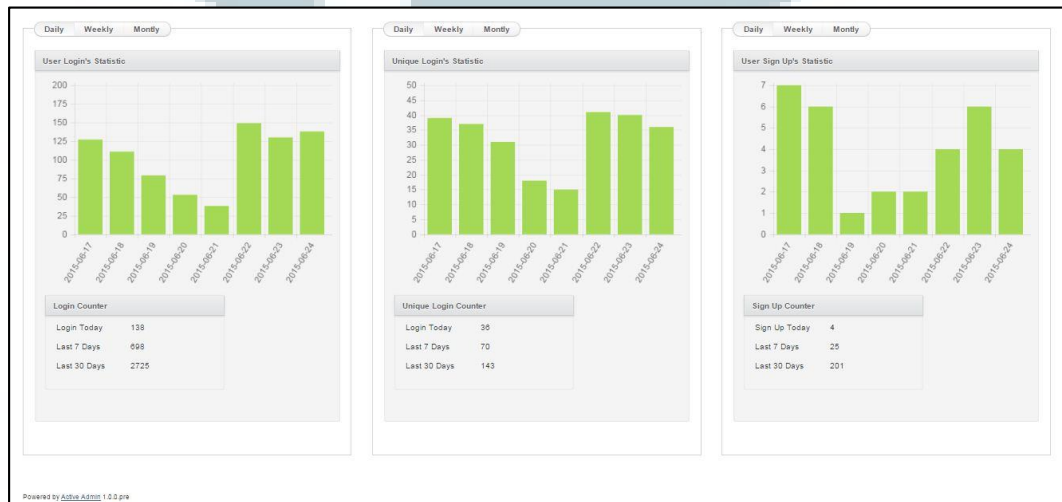 Daily Weekly Montly
User Login's Statistic
200
175
150
125
100
75
50
25
0
2015-06-17
2015-06-18
2015-06-19
2015-06-20
2015-06-21
2015-06-22
2015-06-23
2015-06-24
Login Counter
Login Today 138
Last 7 Days 698
Last 30 Days 2725
Daily Weekly Montly
Unique Login's Statistic
50
45
40
35
30
25
20
15
10
5
0
2015-06-17
2015-06-18
2015-06-19
2015-06-20
2015-06-21
2015-06-22
2015-06-23
2015-06-24
Unique Login Counter
Login Today 36
Last 7 Days 70
Last 30 Days 143
Daily Weekly Montly
User Sign Up's Statistic
7
6
5
4
3
2
1
0
2015-06-17
2015-06-18
2015-06-19
2015-06-20
2015-06-21
2015-06-22
2015-06-23
2015-06-24
Sign Up Counter
Sign Up Today 4
Last 7 Days 25
Last 30 Days 201
Powered by Active Admin 1.0.0.pre